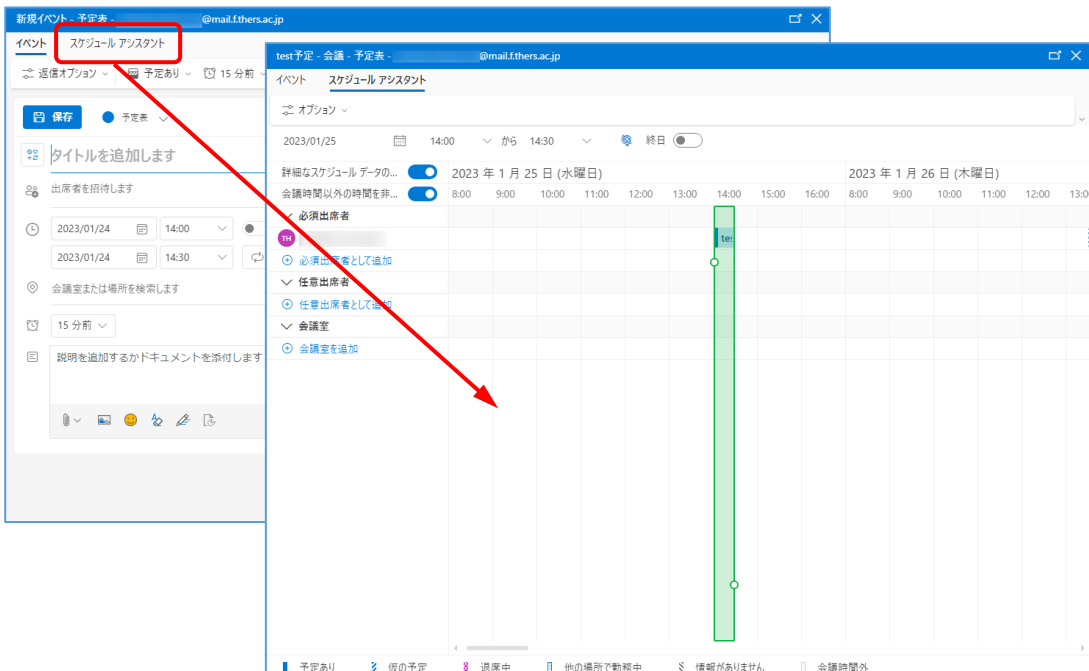 新規イベント - 予定表 - @mail.f.thers.ac.jp
イベント スケジュール アシスタント
返信オプション 予定あり 15 分前
保存 予定表
タイトルを追加します
出席者を招待します
2023/01/24 14:00
2023/01/24 14:30
会議室または場所を検索します
15 分前
説明を追加するかドキュメントを添付します
test予定 - 会議 - 予定表 - @mail.f.thers.ac.jp
イベント スケジュール アシスタント
オプション
2023/01/25 14:00 から 14:30 終日
詳細なスケジュール データの... 2023 年 1 月 25 日 (水曜日) 2023 年 1 月 26 日 (木曜日)
会議時間以外の時間を非... 8:00 9:00 10:00 11:00 12:00 13:00 14:00 15:00 16:00 8:00 9:00 10:00 11:00 12:00 13:0
必須出席者
TH tes
必須出席者として追加
任意出席者
任意出席者として追加
会議室
会議室を追加
予定あり 仮の予定 退席中 他の場所で勤務中 情報がありません 会議時間外